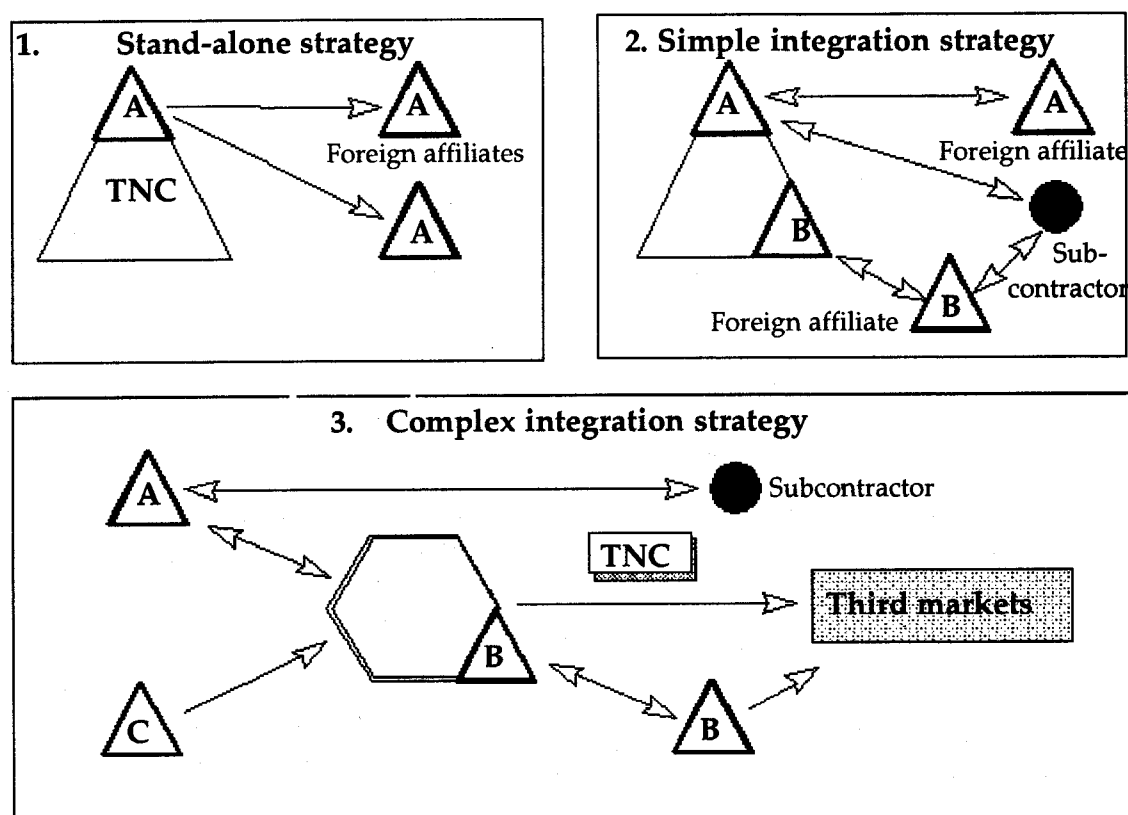 1. Stand-alone strategy
A
A
Foreign affiliates
TNC
A
2. Simple integration strategy
A
A
Foreign affiliate
B
Sub-
contractor
B
Foreign affiliate
3. Complex integration strategy
A
Subcontractor
TNC
Third markets
B
C
B